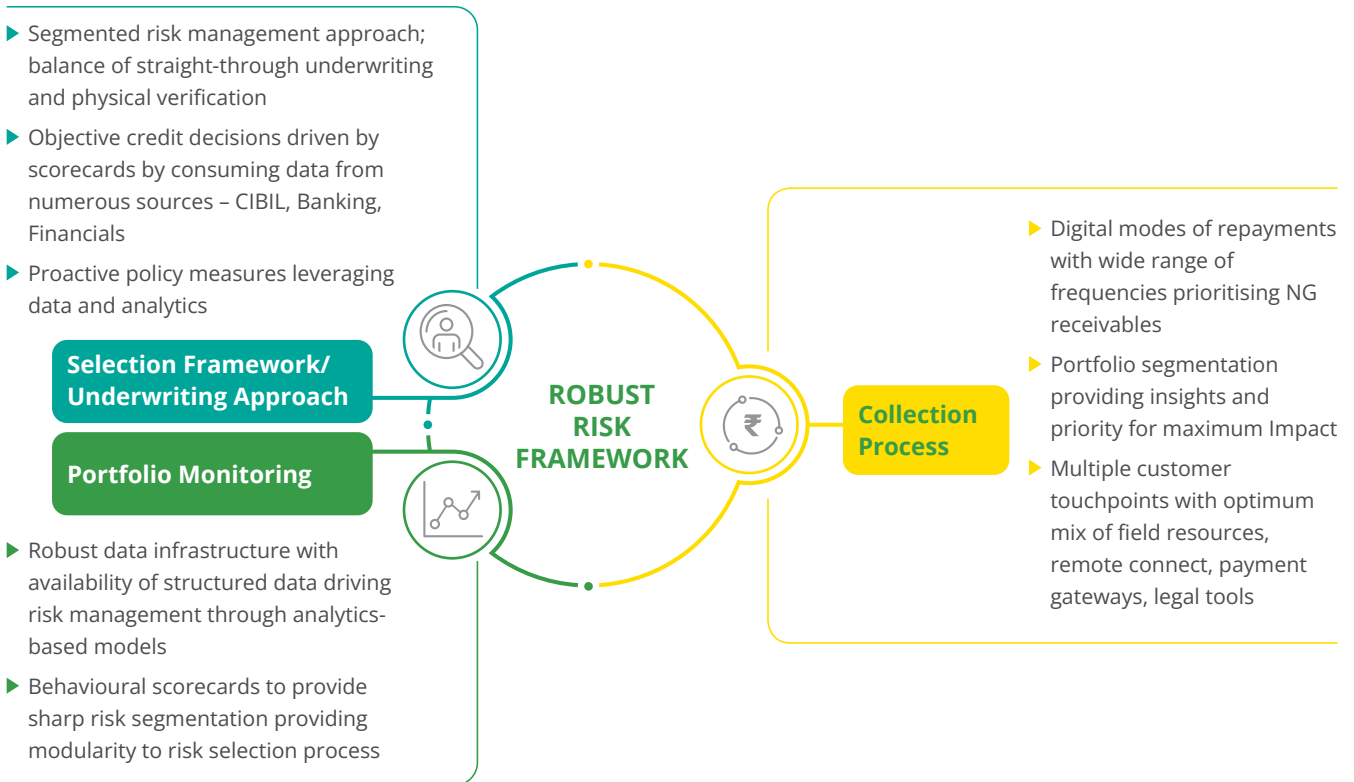 Segmented risk management approach;
balance of straight-through underwriting
and physical verification
Objective credit decisions driven by
scorecards by consuming data from
numerous sources – CIBIL, Banking,
Financials
Proactive policy measures leveraging
data and analytics
Selection Framework/
Underwriting Approach
Portfolio Monitoring
Robust data infrastructure with
availability of structured data driving
risk management through analytics-
based models
Behavioural scorecards to provide
sharp risk segmentation providing
modularity to risk selection process
ROBUST
RISK
FRAMEWORK
₹
Collection
Process
Digital modes of repayments
with wide range of
frequencies prioritising NG
receivables
Portfolio segmentation
providing insights and
priority for maximum Impact
Multiple customer
touchpoints with optimum
mix of field resources,
remote connect, payment
gateways, legal tools